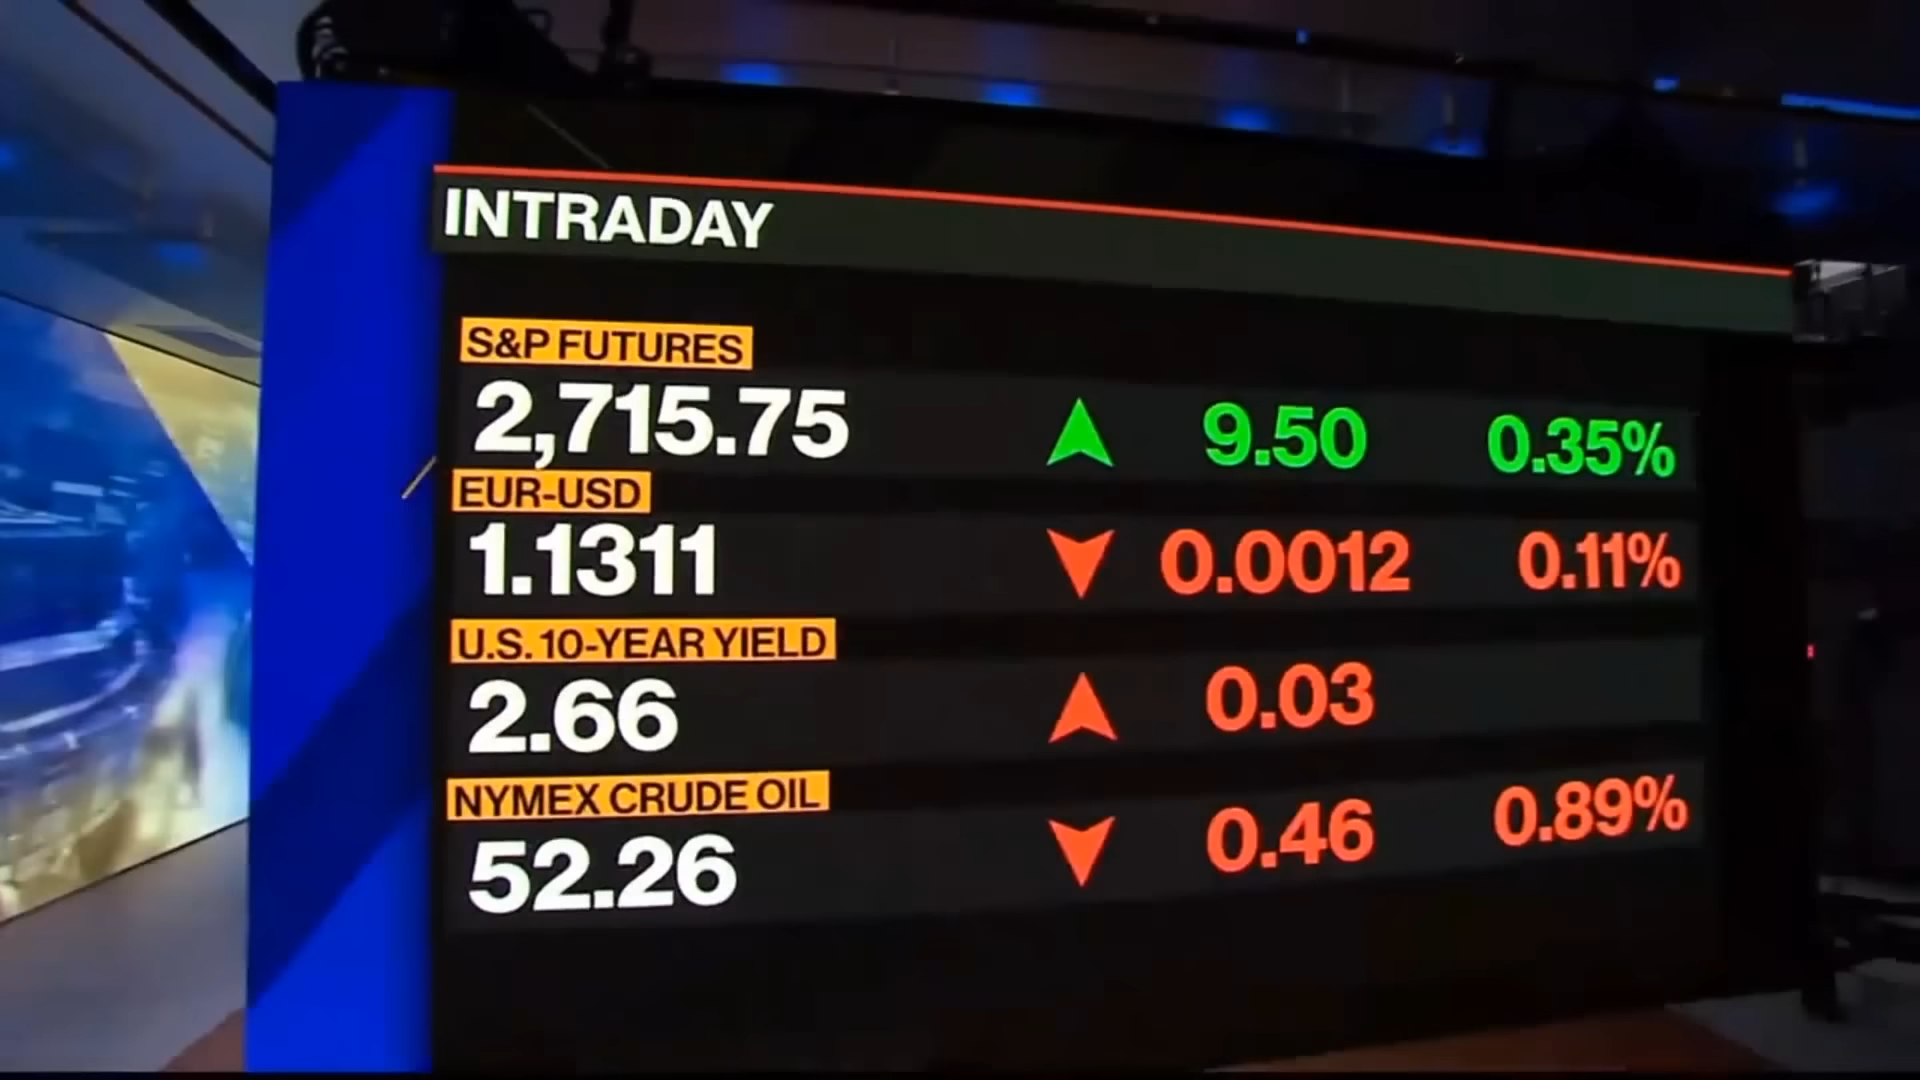 INTRADAY
S&P FUTURES
2,715.75 ▲ 9.50 0.35%
EUR-USD
1.1311 ▼ 0.0012 0.11%
U.S. 10-YEAR YIELD
2.66 ▲ 0.03
NYMEX CRUDE OIL
52.26 ▼ 0.46 0.89%